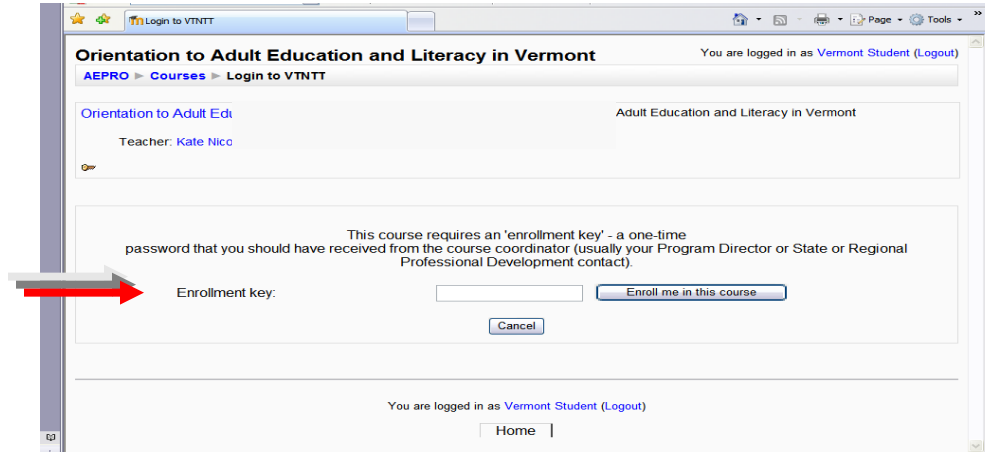 Login to VTNTT
Page
Tools
»
Orientation to Adult Education and Literacy in Vermont
You are logged in as Vermont Student (Logout)
AEPRO ► Courses ► Login to VTNTT
Orientation to Adult Edu
Adult Education and Literacy in Vermont
Teacher: Kate Nico
This course requires an 'enrollment key' - a one-time
password that you should have received from the course coordinator (usually your Program Director or State or Regional
Professional Development contact).
Enrollment key:
Enroll me in this course
Cancel
You are logged in as Vermont Student (Logout)
Home